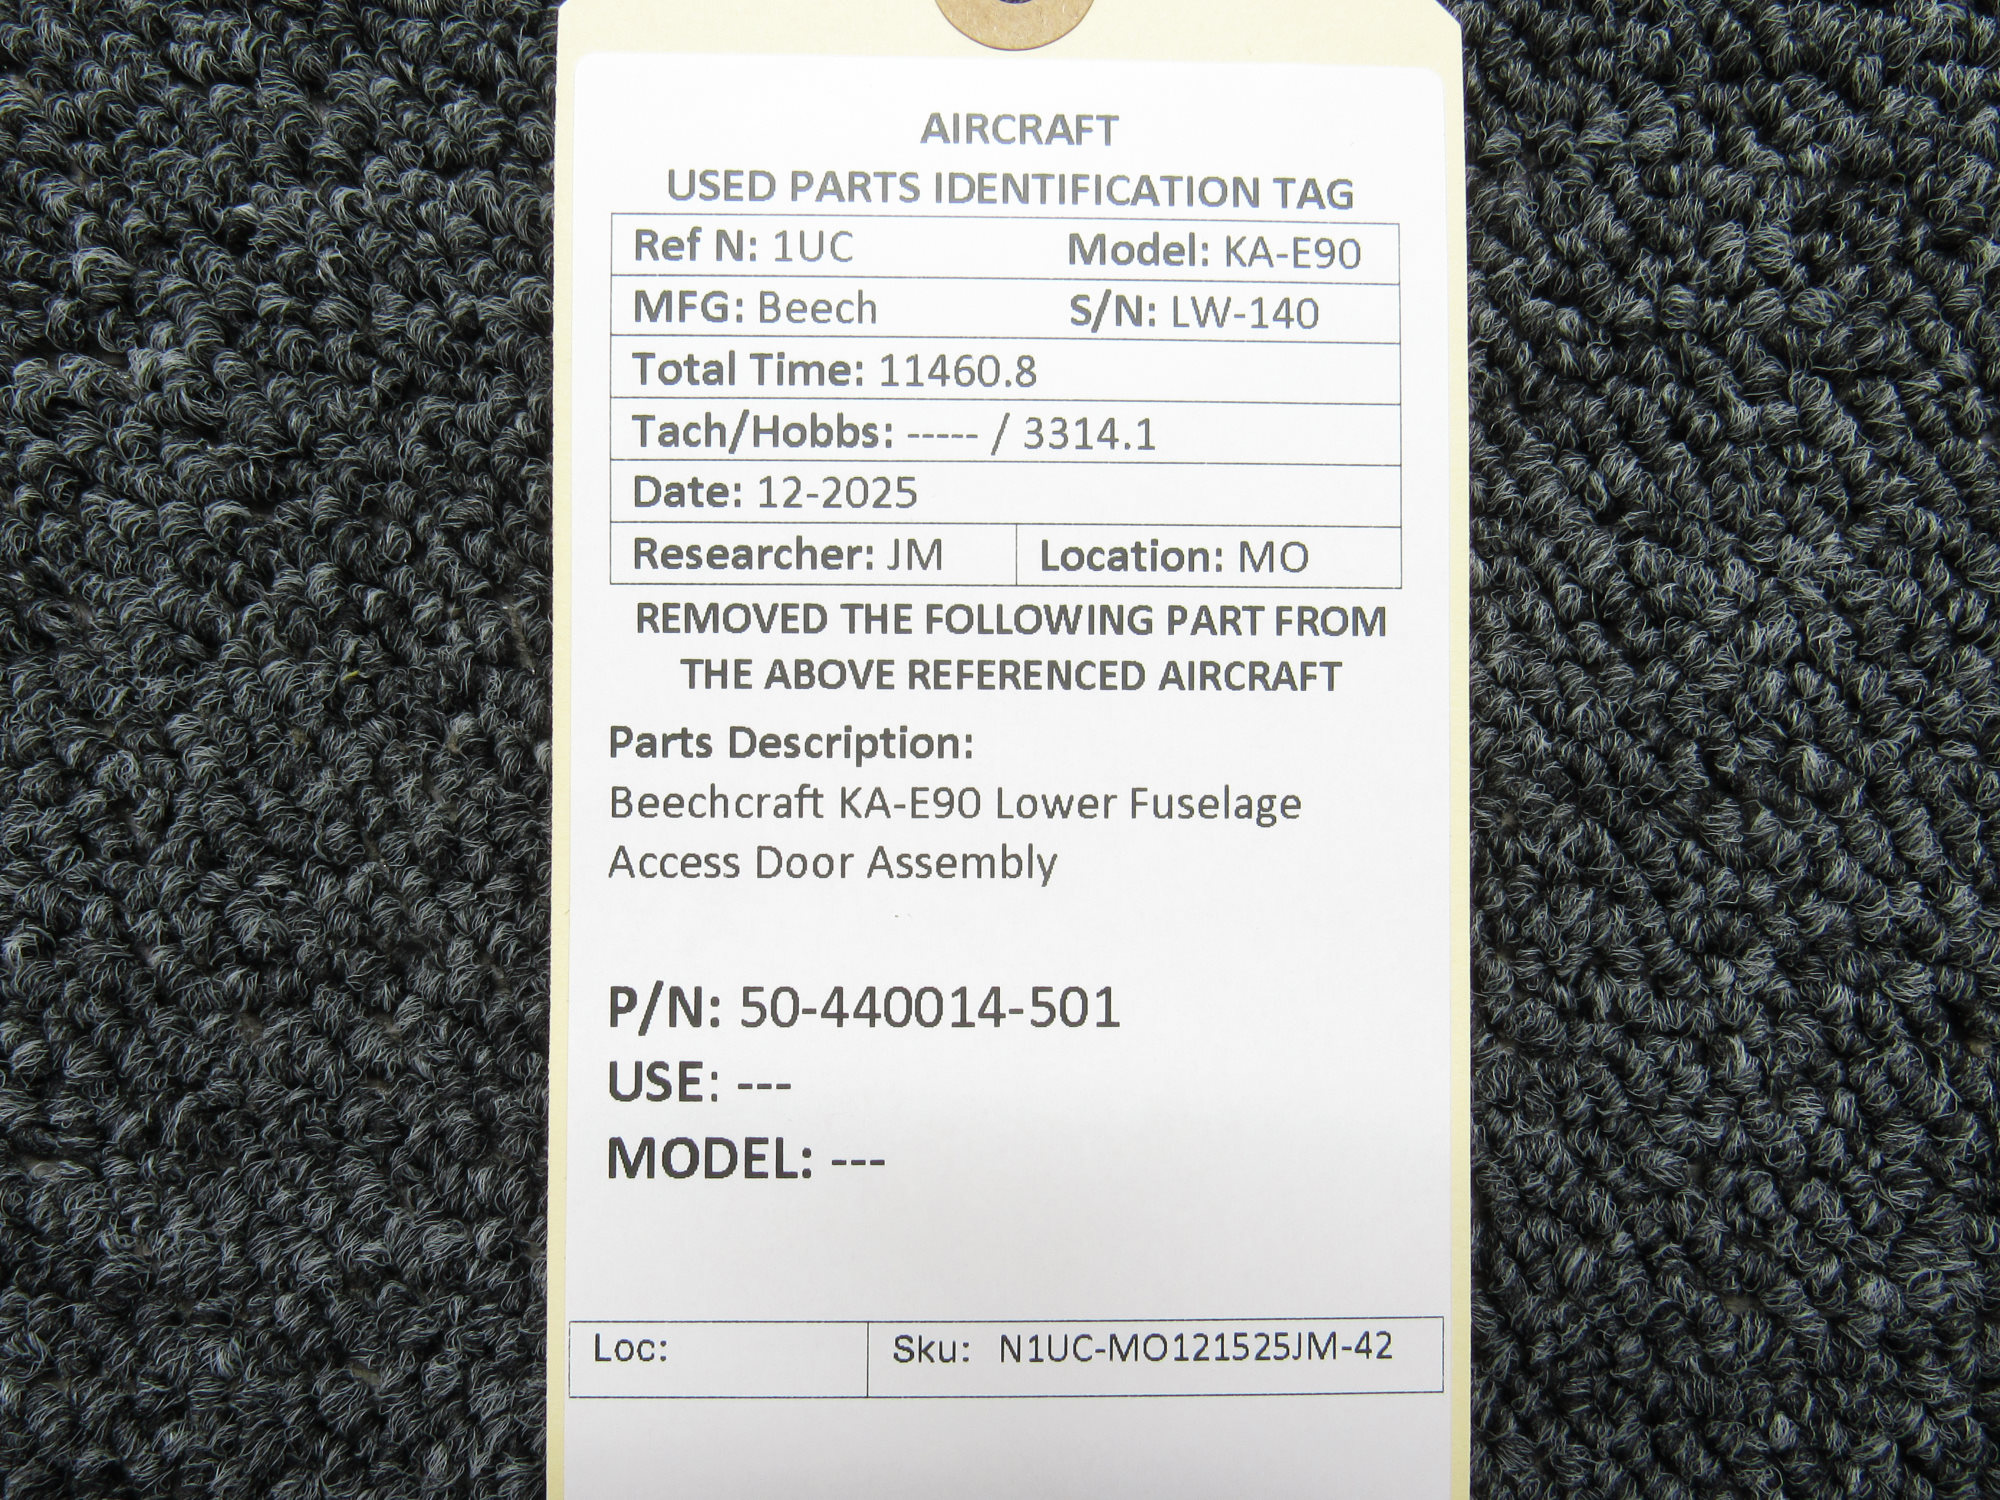 AIRCRAFT
USED PARTS IDENTIFICATION TAG
Ref N: 1UC Model: KA-E90
MFG: Beech S/N: LW-140
Total Time: 11460.8
Tach/Hobbs: ----- / 3314.1
Date: 12-2025
Researcher: JM Location: MO
REMOVED THE FOLLOWING PART FROM
THE ABOVE REFERENCED AIRCRAFT
Parts Description:
Beechcraft KA-E90 Lower Fuselage
Access Door Assembly
P/N: 50-440014-501
USE: ---
MODEL: ---
Loc: Sku: N1UC-MO121525JM-42